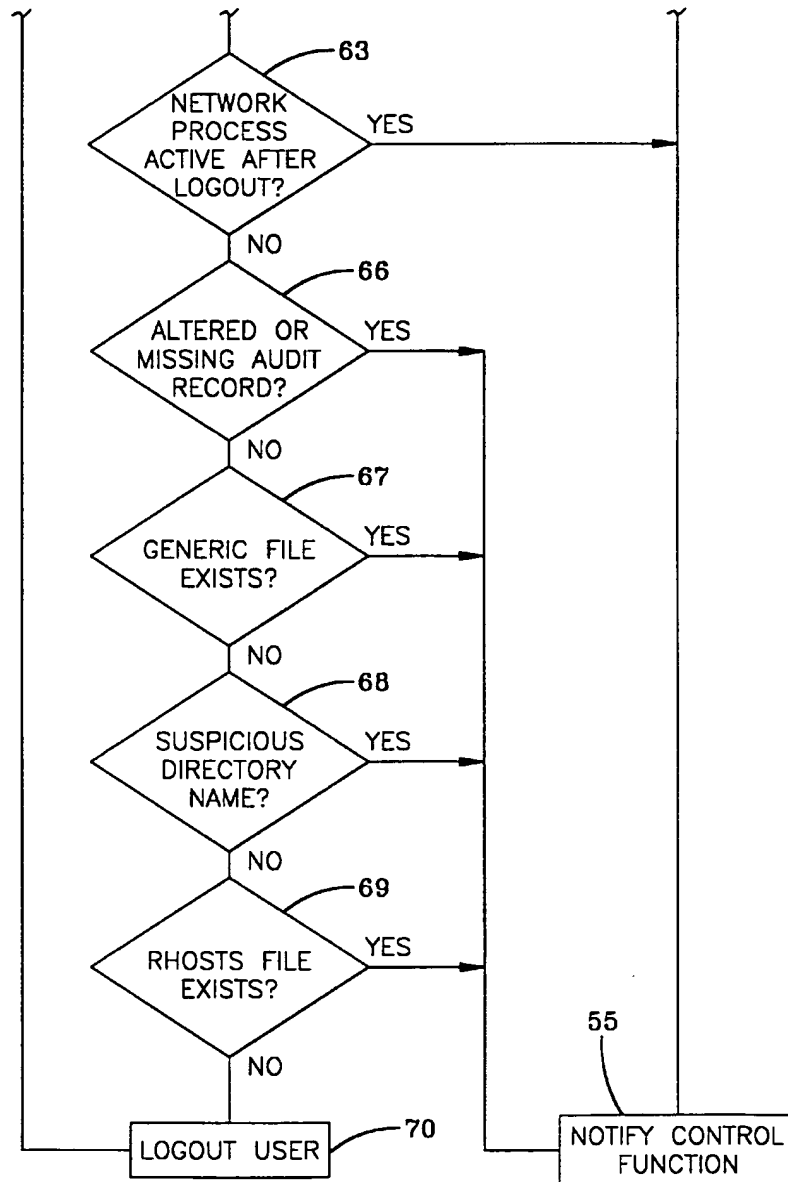 63
NETWORK
PROCESS
ACTIVE AFTER
LOGOUT?
YES
NO
66
ALTERED OR
MISSING AUDIT
RECORD?
YES
NO
67
GENERIC FILE
EXISTS?
YES
NO
68
SUSPICIOUS
DIRECTORY
NAME?
YES
NO
69
RHOSTS FILE
EXISTS?
YES
NO
55
LOGOUT USER
70
NOTIFY CONTROL
FUNCTION